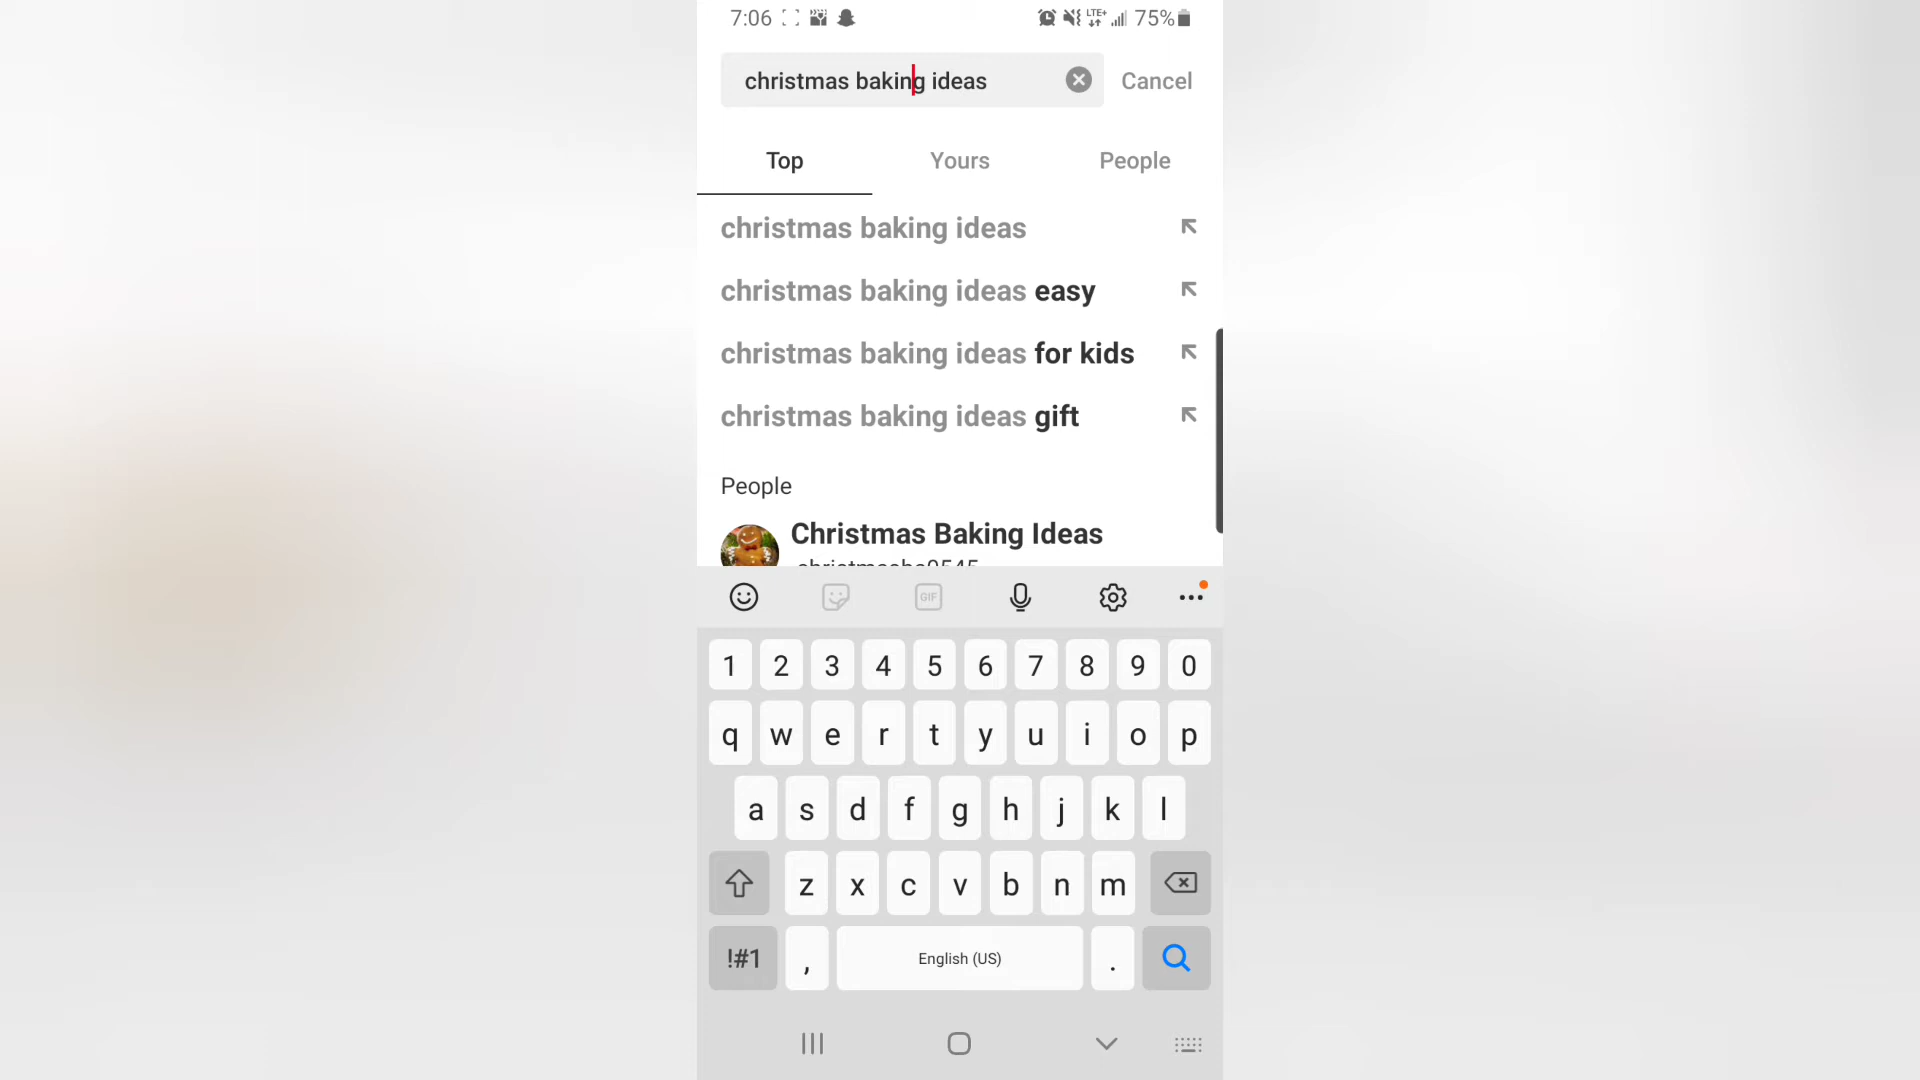 7:06 LTE+ 75%
christmas baking ideas Cancel
Top Yours People
christmas baking ideas
christmas baking ideas easy
christmas baking ideas for kids
christmas baking ideas gift
People
Christmas Baking Ideas
GIF
1 2 3 4 5 6 7 8 9 0
q w e r t y u i o p
a s d f g h j k l
z x c v b n m
!#1 , English (US) .